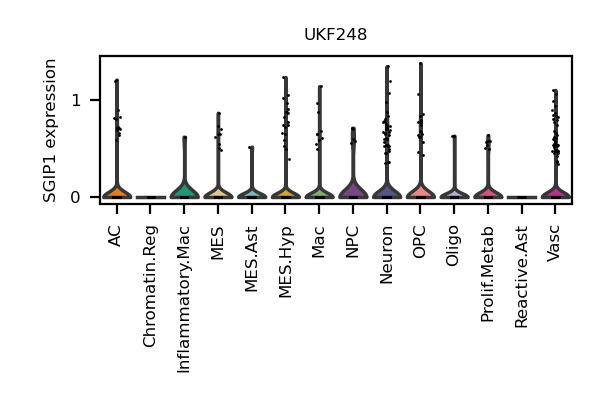 UKF248
SGIP1 expression
1
0
AC
Chromatin.Reg
Inflammatory.Mac
MES
MES.Ast
MES.Hyp
Mac
NPC
Neuron
OPC
Oligo
Prolif.Metab
Reactive.Ast
Vasc